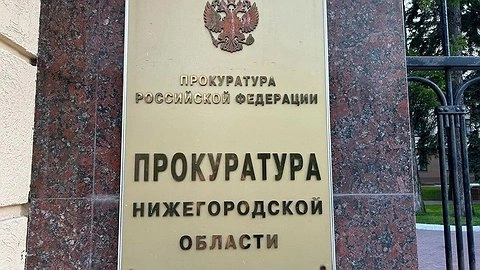 ПРОКУРАТУРА
РОССИЙСКОЙ ФЕДЕРАЦИИ
ПРОКУРАТУРА
НИЖЕГОРОДСКОЙ
ОБЛАСТИ